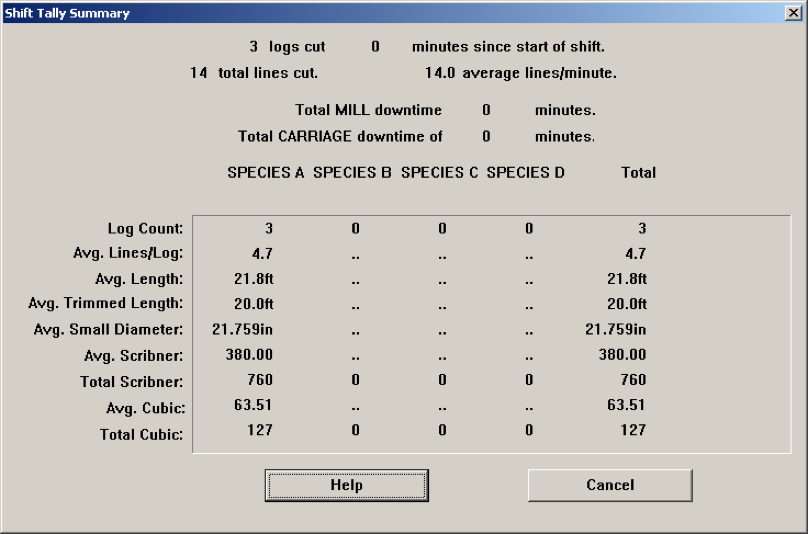 Shift Tally Summary
3 logs cut 0 minutes since start of shift.
14 total lines cut. 14.0 average lines/minute.
Total MILL downtime 0 minutes.
Total CARRIAGE downtime of 0 minutes.
SPECIES A SPECIES B SPECIES C SPECIES D Total
Log Count: 3 0 0 0 3
Avg. Lines/Log: 4.7 .. .. .. 4.7
Avg. Length: 21.8ft .. .. .. 21.8ft
Avg. Trimmed Length: 20.0ft .. .. .. 20.0ft
Avg. Small Diameter: 21.759in .. .. .. 21.759in
Avg. Scribner: 380.00 .. .. .. 380.00
Total Scribner: 760 0 0 0 760
Avg. Cubic: 63.51 .. .. .. 63.51
Total Cubic: 127 0 0 0 127
Help Cancel